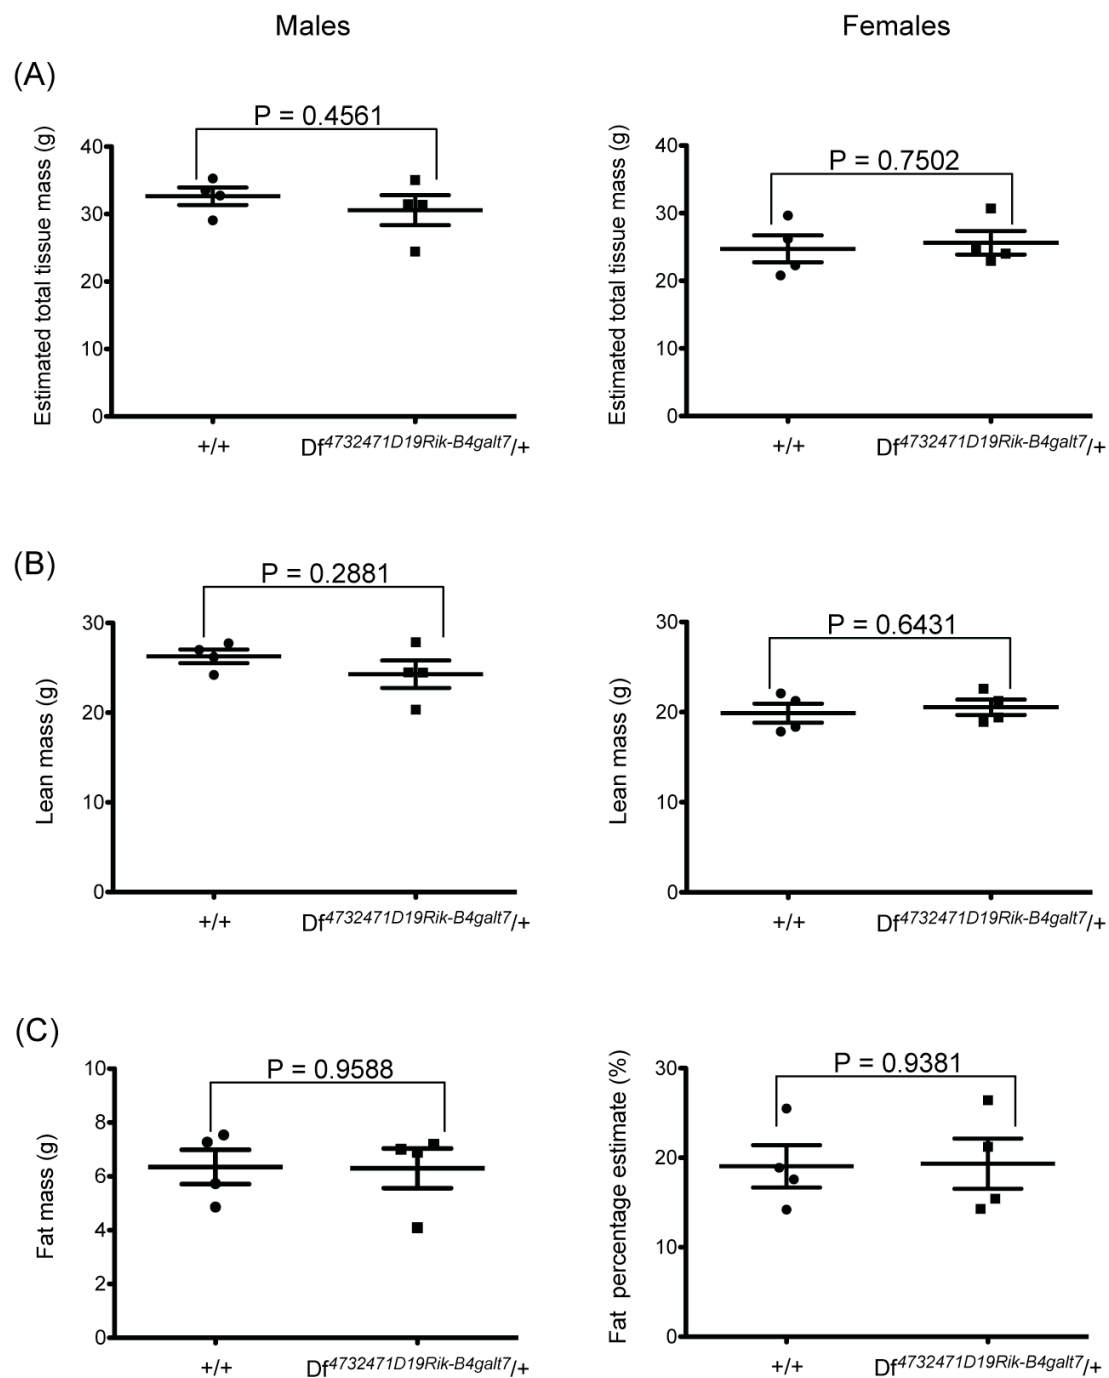 Males Females
(A)
P = 0.4561
Estimated total tissue mass (g)
40
30
20
10
0
+/+ Df4732471D19Rik-B4galt7/+
P = 0.7502
Estimated total tissue mass (g)
40
30
20
10
0
+/+ Df4732471D19Rik-B4galt7/+
(B)
P = 0.2881
Lean mass (g)
30
20
10
0
+/+ Df4732471D19Rik-B4galt7/+
P = 0.6431
Lean mass (g)
30
20
10
0
+/+ Df4732471D19Rik-B4galt7/+
(C)
P = 0.9588
Fat mass (g)
10
8
6
4
2
0
+/+ Df4732471D19Rik-B4galt7/+
P = 0.9381
Fat percentage estimate (%)
30
20
10
0
+/+ Df4732471D19Rik-B4galt7/+